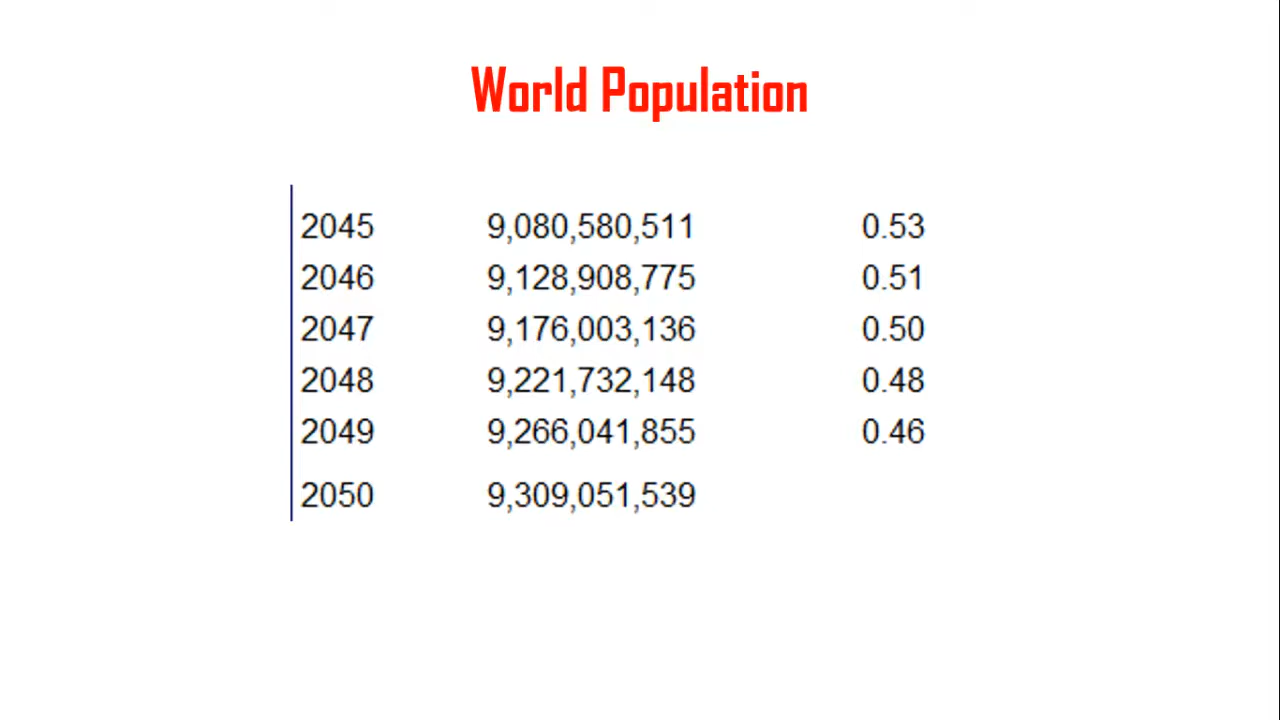 World Population
2045 9,080,580,511 0.53
2046 9,128,908,775 0.51
2047 9,176,003,136 0.50
2048 9,221,732,148 0.48
2049 9,266,041,855 0.46
2050 9,309,051,539